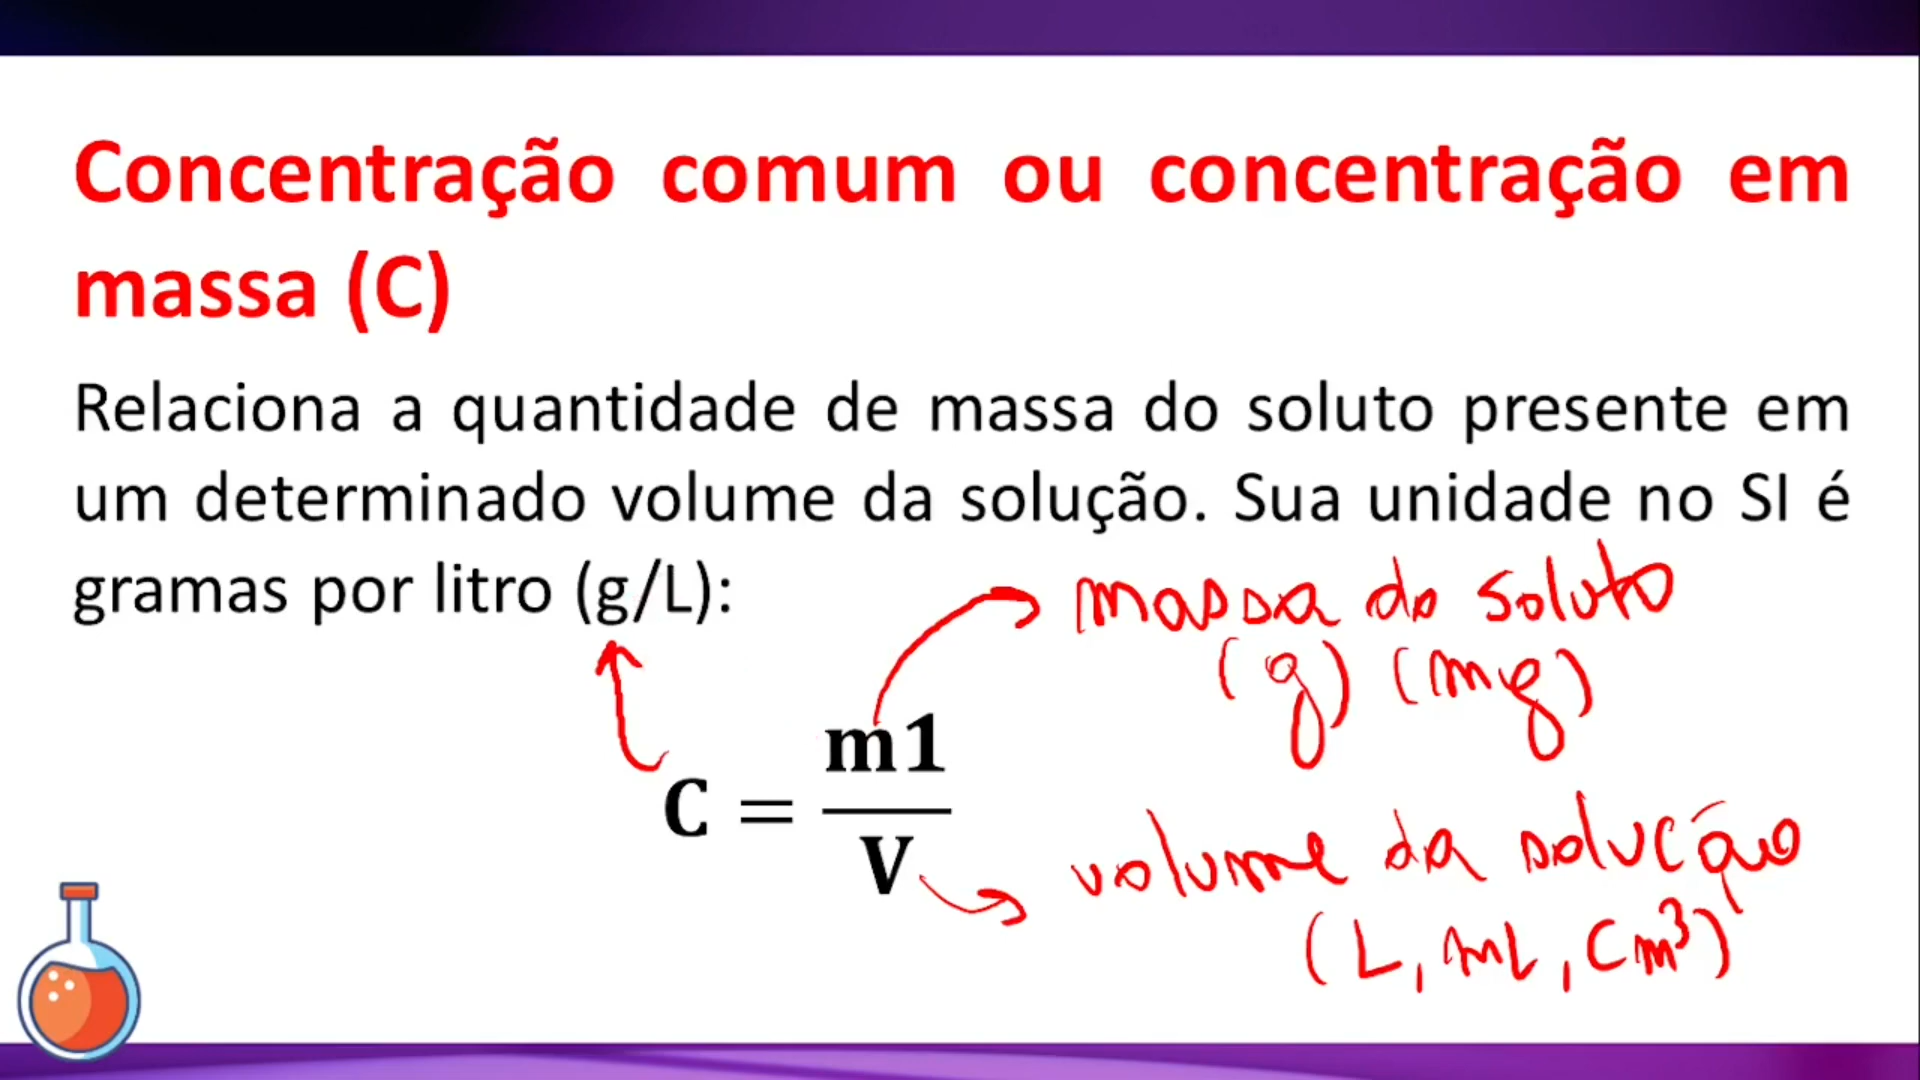 Concentração comum ou concentração em
massa (C)
Relaciona a quantidade de massa do soluto presente em
um determinado volume da solução. Sua unidade no SI é
gramas por litro (g/L):
massa do soluto
(g) (mg)
C = m1/V
volume da solução
(L, mL, cm³)